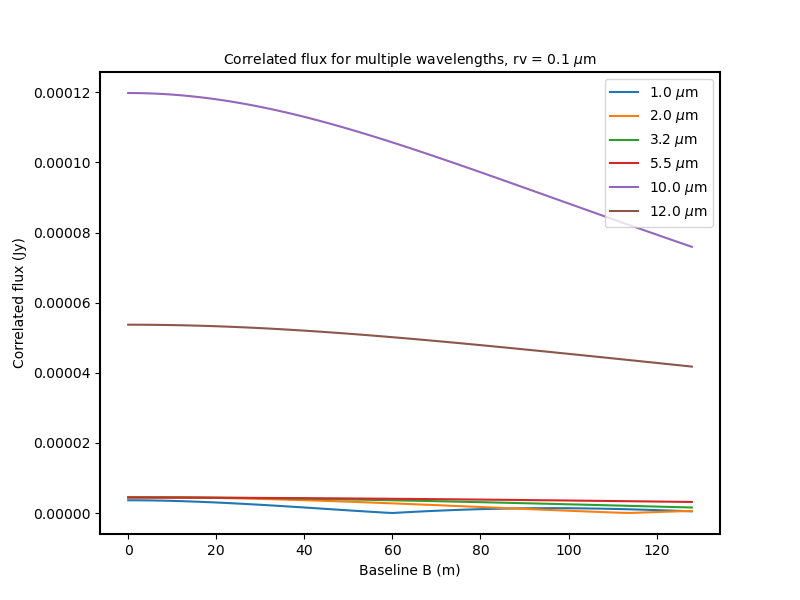 Correlated flux for multiple wavelengths, rv = 0.1 μm
1.0 μm
2.0 μm
3.2 μm
5.5 μm
10.0 μm
12.0 μm
Correlated flux (Jy)
0.00012
0.00010
0.00008
0.00006
0.00004
0.00002
0.00000
0 20 40 60 80 100 120
Baseline B (m)